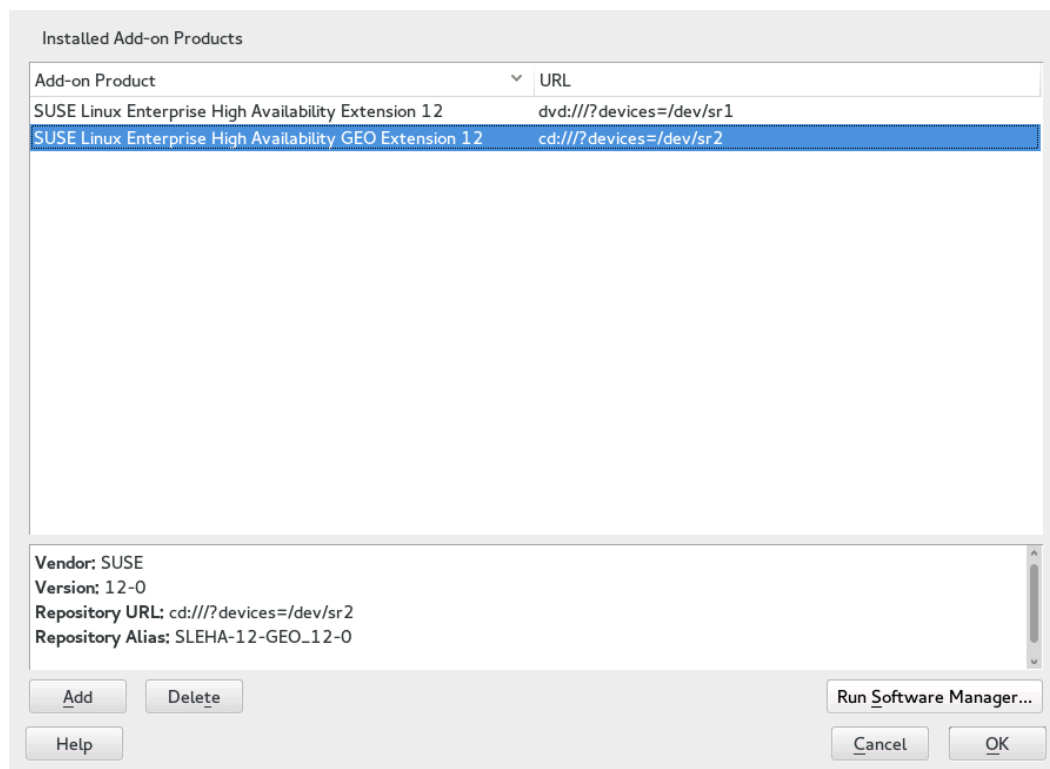 Installed Add-on Products
Add-on Product URL
SUSE Linux Enterprise High Availability Extension 12 dvd:///?devices=/dev/sr1
SUSE Linux Enterprise High Availability GEO Extension 12 cd:///?devices=/dev/sr2
Vendor: SUSE
Version: 12-0
Repository URL: cd:///?devices=/dev/sr2
Repository Alias: SLEHA-12-GEO_12-0
Add Delete Run Software Manager...
Help Cancel OK